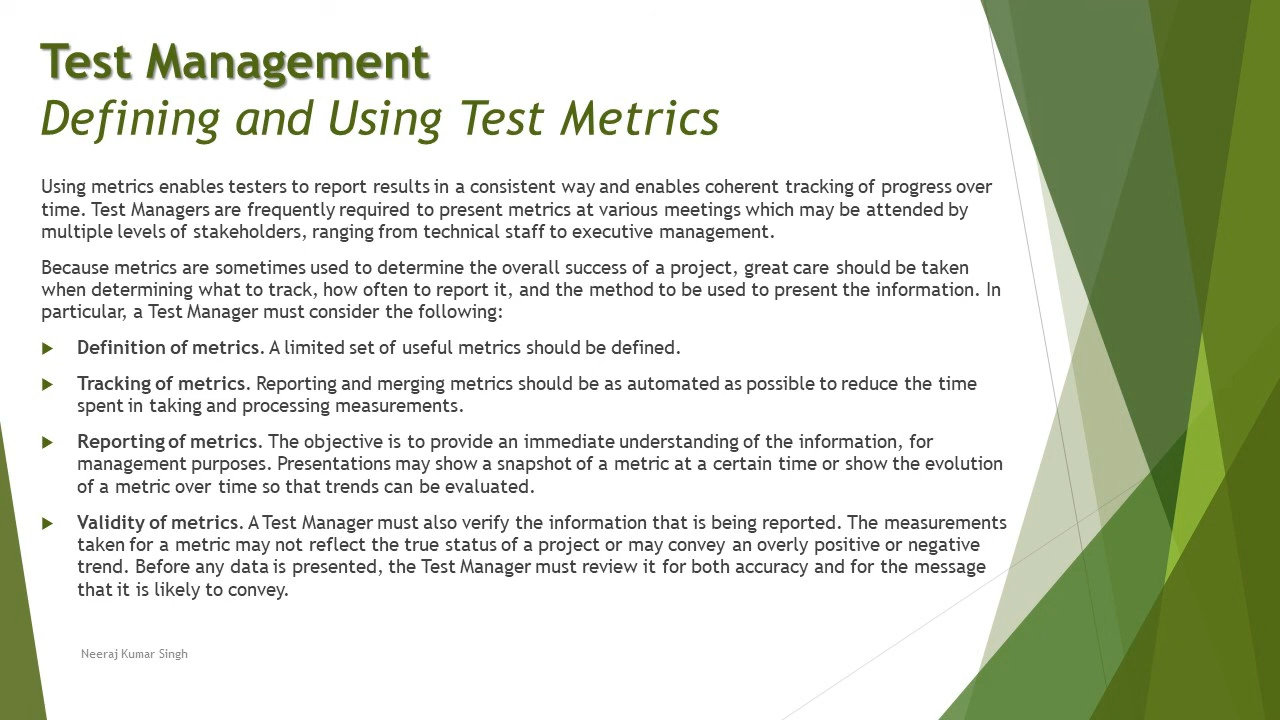 Test Management
Defining and Using Test Metrics
Using metrics enables testers to report results in a consistent way and enables coherent tracking of progress over
time. Test Managers are frequently required to present metrics at various meetings which may be attended by
multiple levels of stakeholders, ranging from technical staff to executive management.
Because metrics are sometimes used to determine the overall success of a project, great care should be taken
when determining what to track, how often to report it, and the method to be used to present the information. In
particular, a Test Manager must consider the following:
Definition of metrics. A limited set of useful metrics should be defined.
Tracking of metrics. Reporting and merging metrics should be as automated as possible to reduce the time
spent in taking and processing measurements.
Reporting of metrics. The objective is to provide an immediate understanding of the information, for
management purposes. Presentations may show a snapshot of a metric at a certain time or show the evolution
of a metric over time so that trends can be evaluated.
Validity of metrics. A Test Manager must also verify the information that is being reported. The measurements
taken for a metric may not reflect the true status of a project or may convey an overly positive or negative
trend. Before any data is presented, the Test Manager must review it for both accuracy and for the message
that it is likely to convey.
Neeraj Kumar Singh